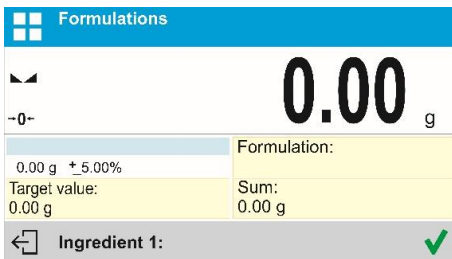 Formulations
0.00 g
→0←
0.00 g ±5.00%
Formulation:
Target value:
0.00 g
Sum:
0.00 g
Ingredient 1: